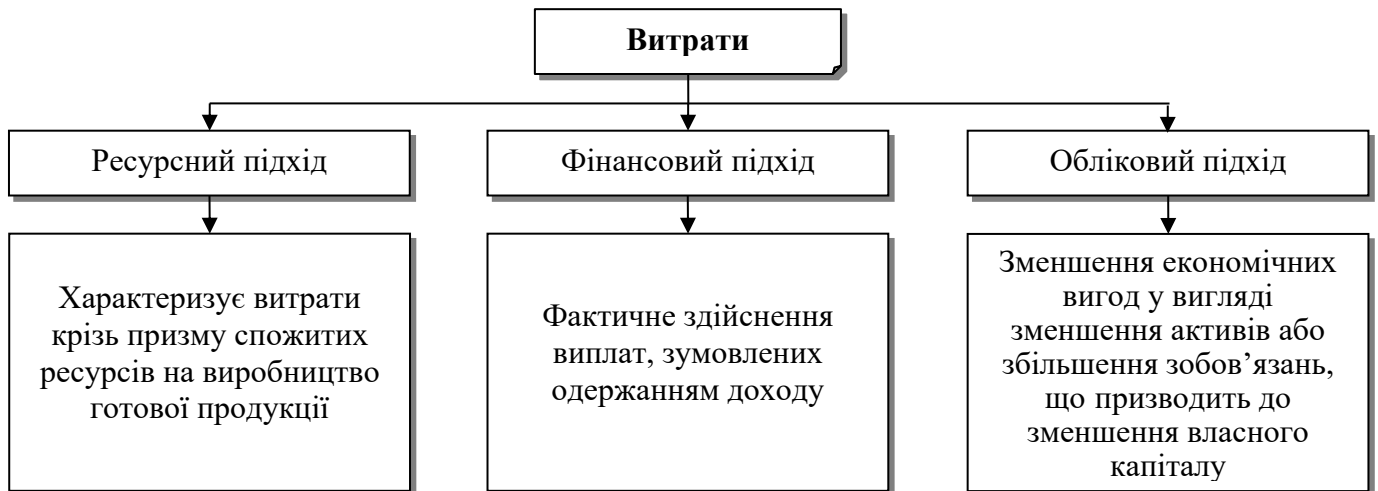 Витрати
Ресурсний підхід
Фінансовий підхід
Обліковий підхід
Характеризує витрати
крізь призму спожитих
ресурсів на виробництво
готової продукції
Фактичне здійснення
виплат, зумовлених
одержанням доходу
Зменшення економічних
вигод у вигляді
зменшення активів або
збільшення зобов’язань,
що призводить до
зменшення власного
капіталу